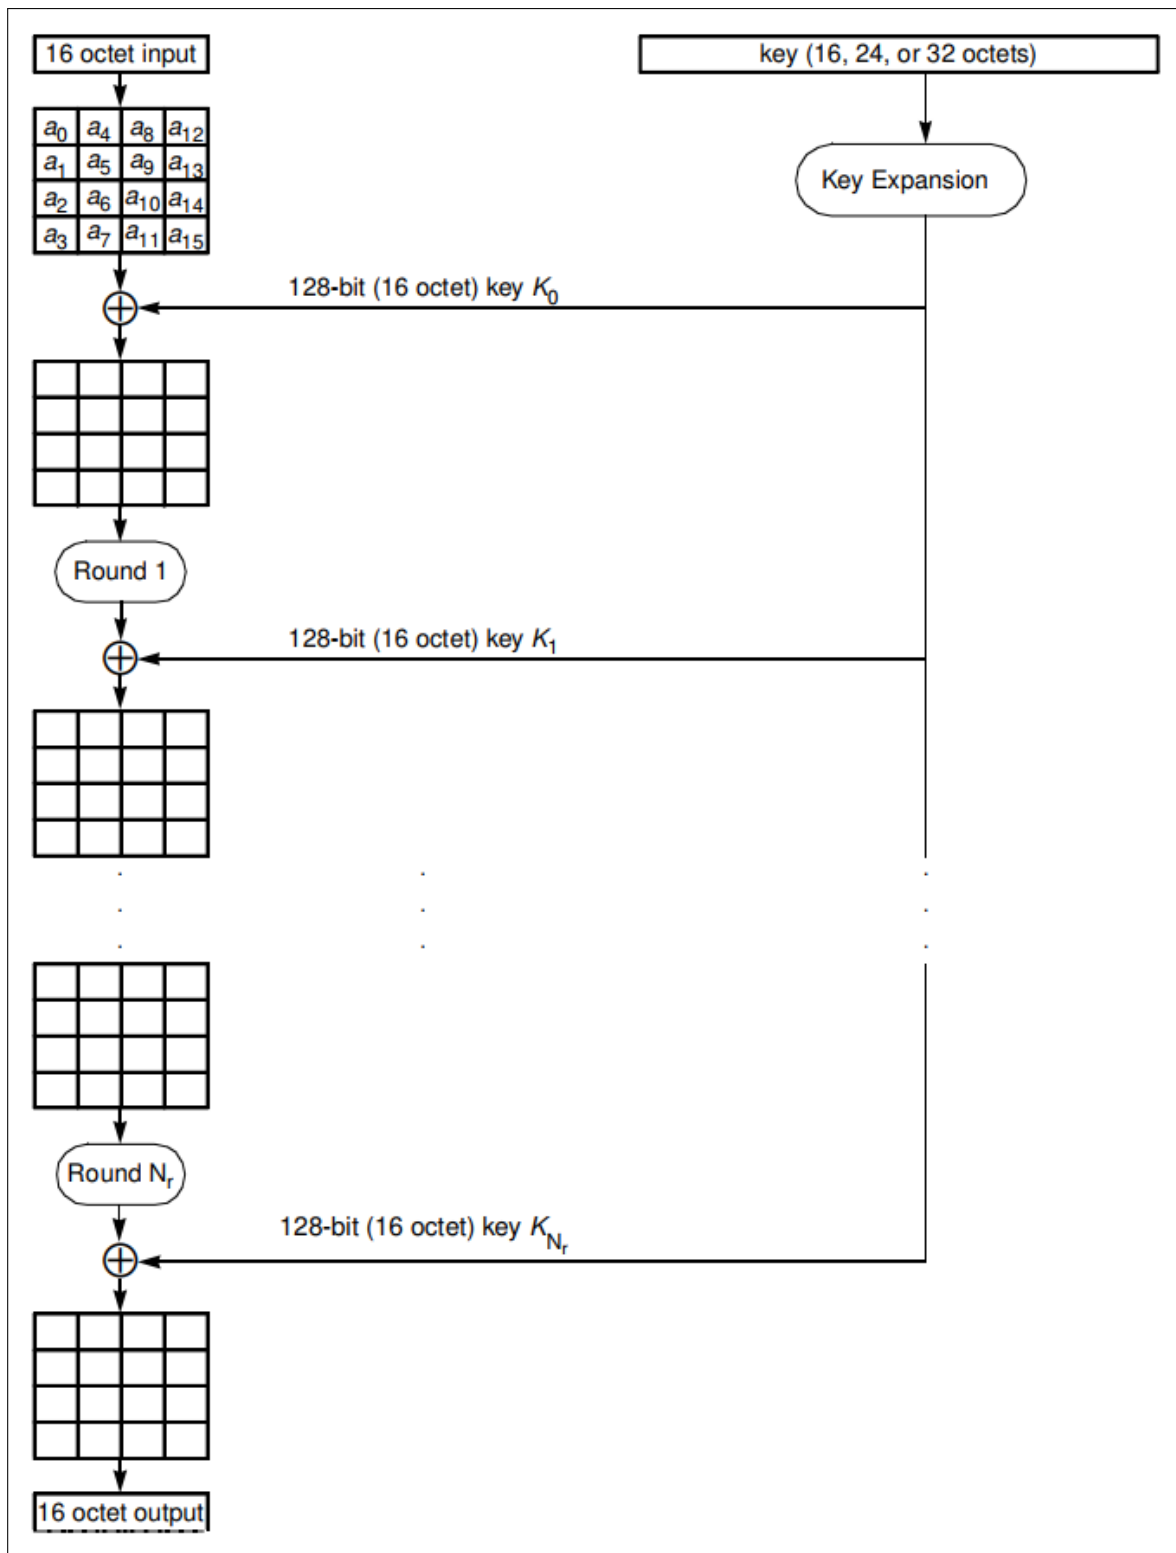 16 octet input
key (16, 24, or 32 octets)
a0 a4 a8 a12
a1 a5 a9 a13
a2 a6 a10 a14
a3 a7 a11 a15
Key Expansion
128-bit (16 octet) key K0
Round 1
128-bit (16 octet) key K1
Round Nr
128-bit (16 octet) key KNr
16 octet output